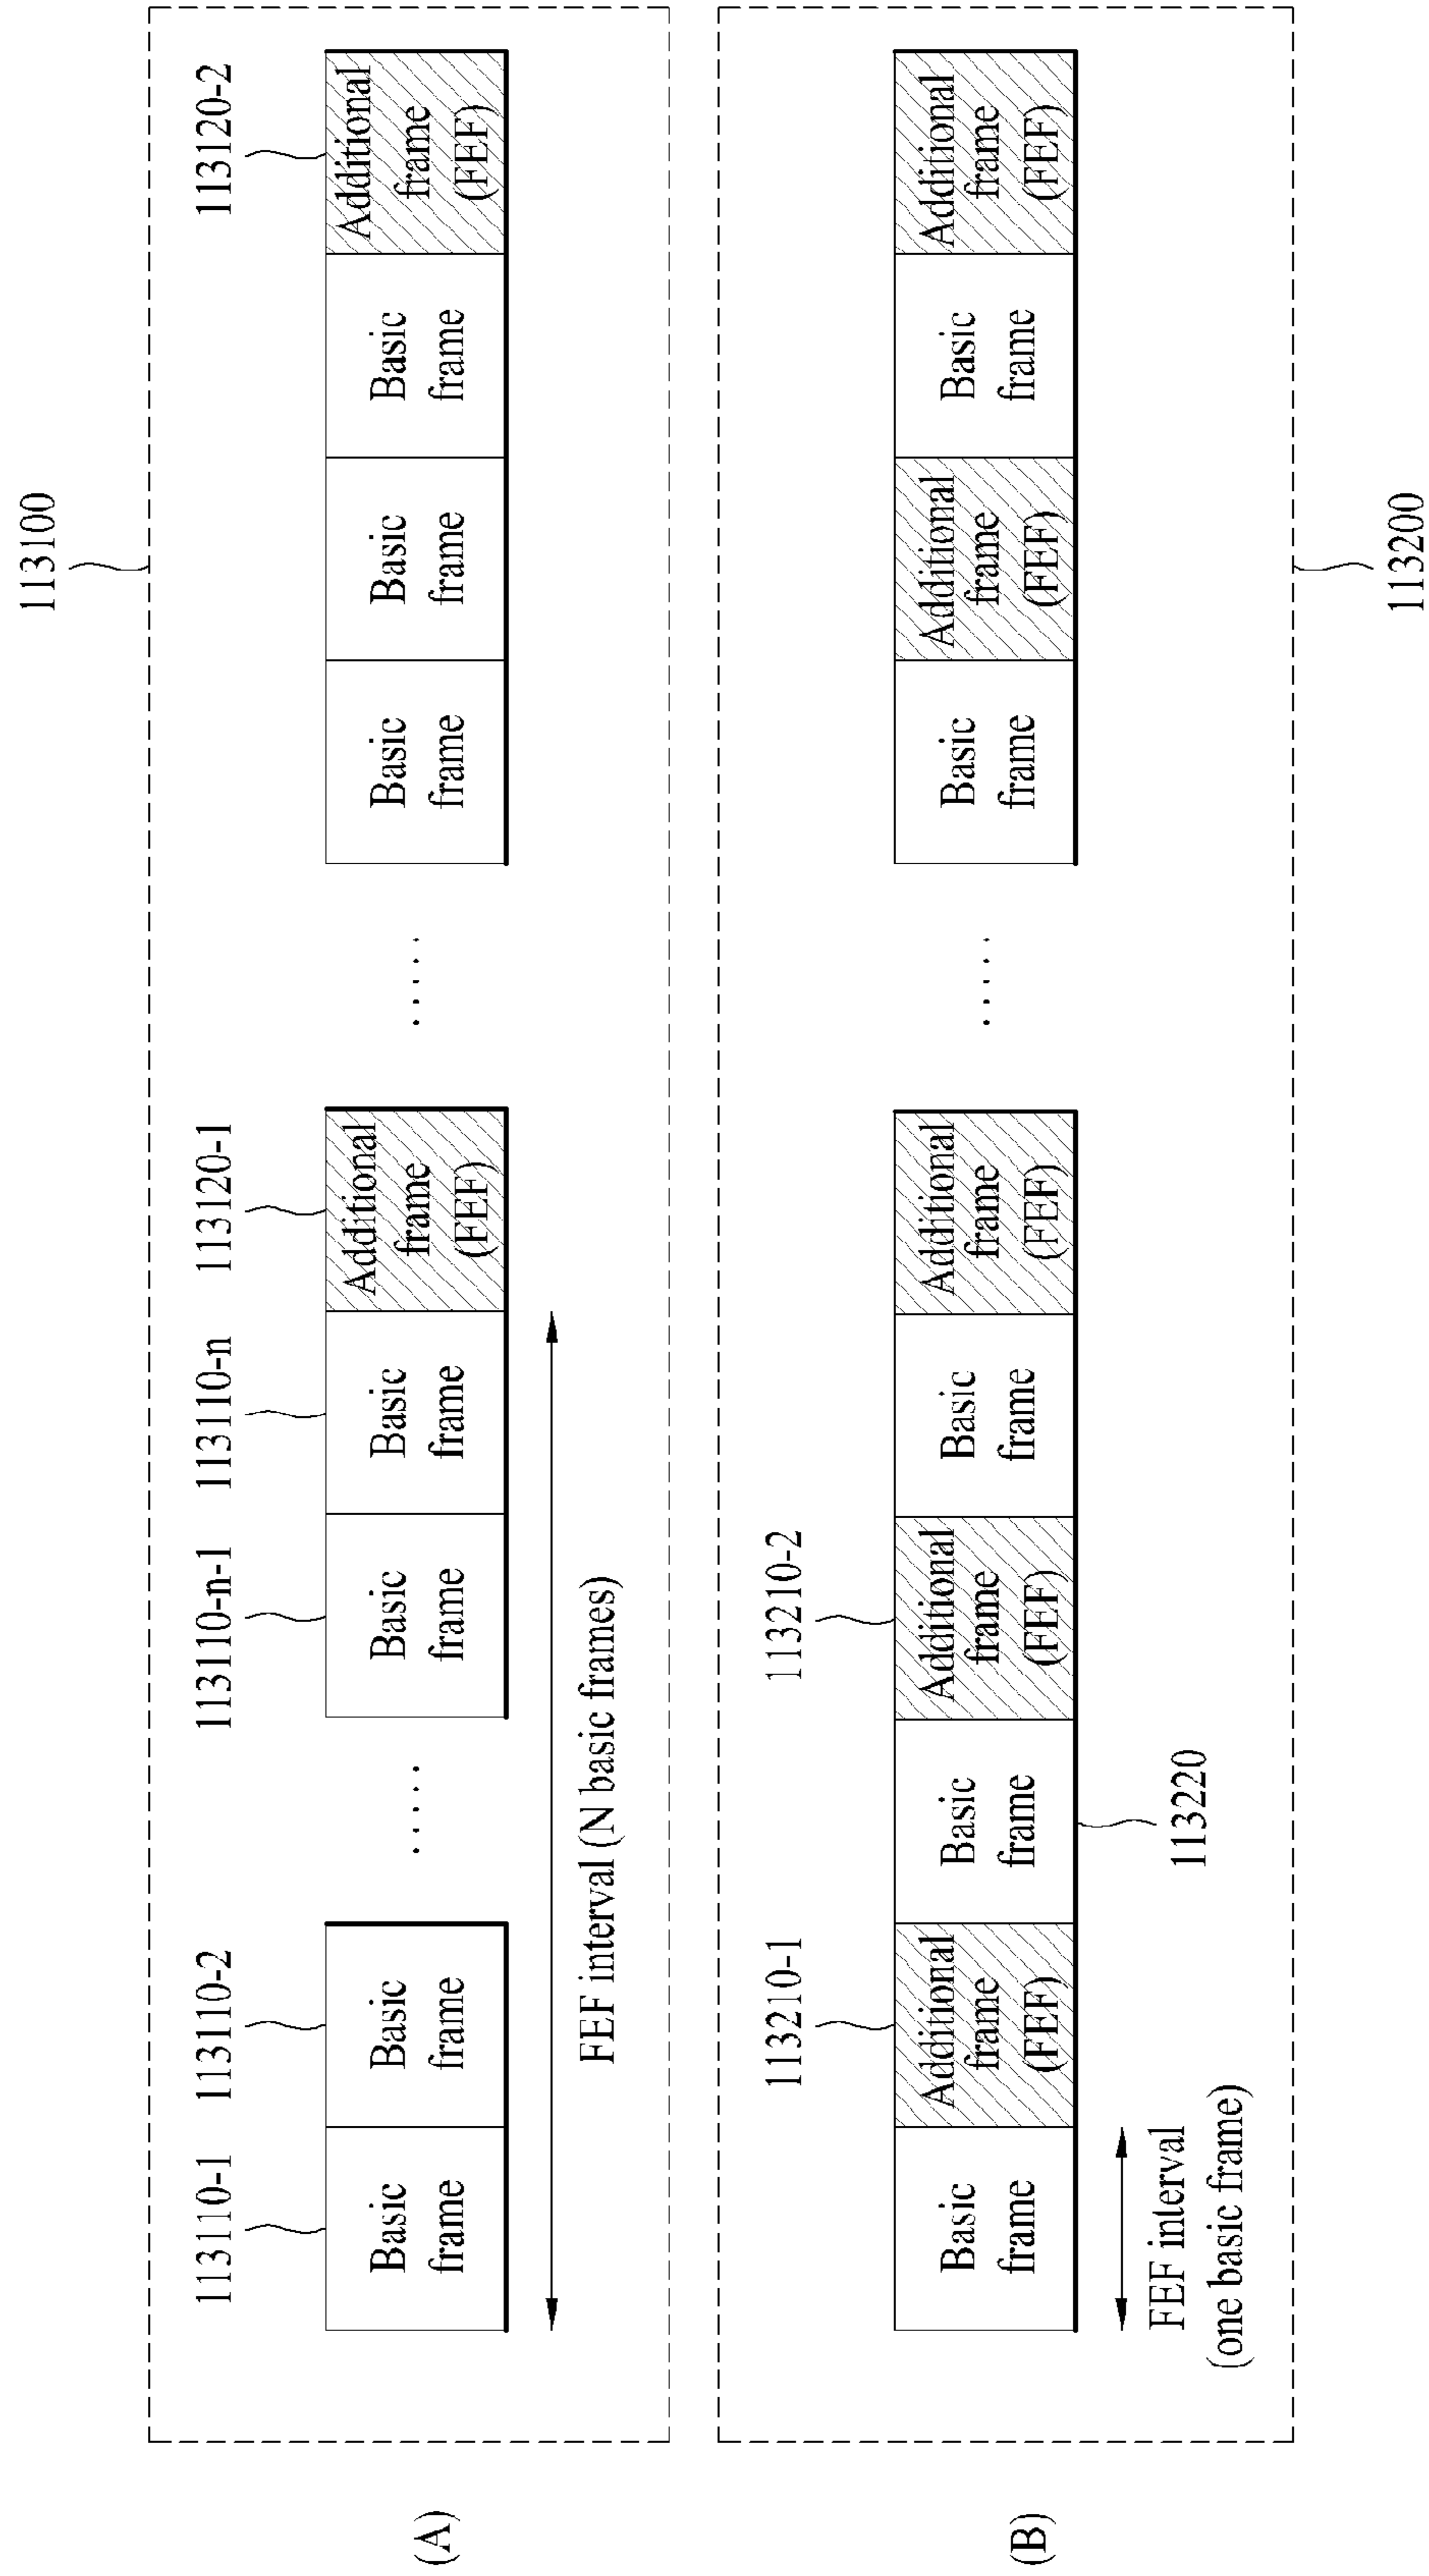 113100
(A)
113110-1
113110-2
113110-n-1
113110-n
113120-1
113120-2
Basic
frame
Basic
frame
.....
Basic
frame
Basic
frame
Additional
frame
(FEF)
.....
Basic
frame
Basic
frame
Basic
frame
Additional
frame
(FEF)
FEF interval (N basic frames)
(B)
113210-1
113210-2
Basic
frame
Additional
frame
(FEF)
Basic
frame
Additional
frame
(FEF)
Basic
frame
Additional
frame
(FEF)
.....
Basic
frame
Additional
frame
(FEF)
Basic
frame
Additional
frame
(FEF)
FEF interval
(one basic frame)
113220
113200